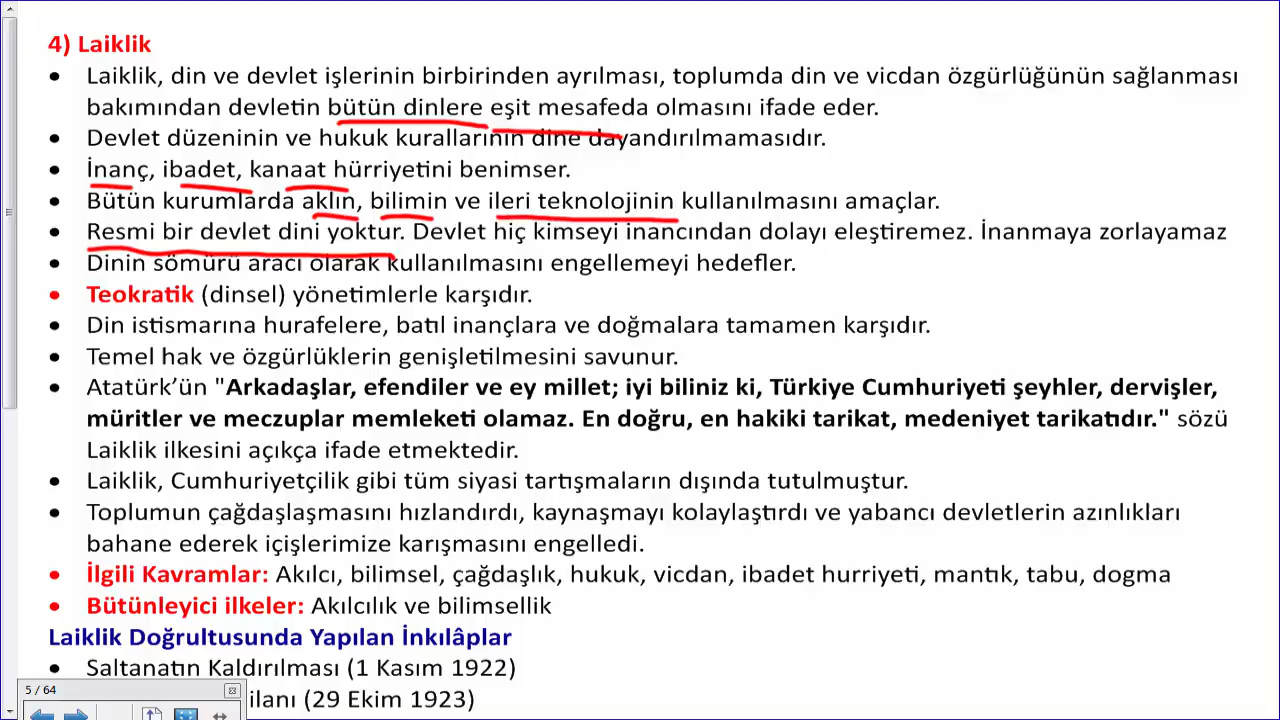 4) Laiklik
• Laiklik, din ve devlet işlerinin birbirinden ayrılması, toplumda din ve vicdan özgürlüğünün sağlanması
bakımından devletin bütün dinlere eşit mesafeda olmasını ifade eder.
• Devlet düzeninin ve hukuk kurallarının dine dayandırılmamasıdır.
• İnanç, ibadet, kanaat hürriyetini benimser.
• Bütün kurumlarda aklın, bilimin ve ileri teknolojinin kullanılmasını amaçlar.
• Resmi bir devlet dini yoktur. Devlet hiç kimseyi inancından dolayı eleştiremez. İnanmaya zorlayamaz
• Dinin sömürü aracı olarak kullanılmasını engellemeyi hedefler.
• Teokratik (dinsel) yönetimlerle karşıdır.
• Din istismarına hurafelere, batıl inançlara ve doğmalara tamamen karşıdır.
• Temel hak ve özgürlüklerin genişletilmesini savunur.
• Atatürk’ün "Arkadaşlar, efendiler ve ey millet; iyi biliniz ki, Türkiye Cumhuriyeti şeyhler, dervişler,
müritler ve meczuplar memleketi olamaz. En doğru, en hakiki tarikat, medeniyet tarikatıdır." sözü
Laiklik ilkesini açıkça ifade etmektedir.
• Laiklik, Cumhuriyetçilik gibi tüm siyasi tartışmaların dışında tutulmuştur.
• Toplumun çağdaşlaşmasını hızlandırdı, kaynaşmayı kolaylaştırdı ve yabancı devletlerin azınlıkları
bahane ederek içişlerimize karışmasını engelledi.
• İlgili Kavramlar: Akılcı, bilimsel, çağdaşlık, hukuk, vicdan, ibadet hurriyeti, mantık, tabu, dogma
• Bütünleyici ilkeler: Akılcılık ve bilimsellik
Laiklik Doğrultusunda Yapılan İnkılâplar
• Saltanatın Kaldırılması (1 Kasım 1922)
ilanı (29 Ekim 1923)
5 / 64